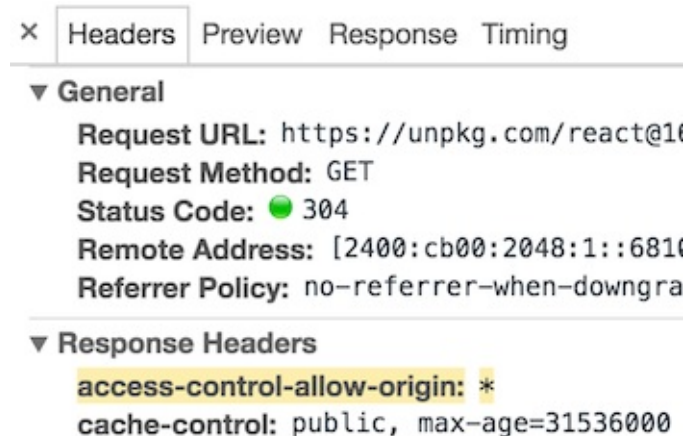 × Headers Preview Response Timing
▼ General
Request URL: https://unpkg.com/react@16
Request Method: GET
Status Code: 304
Remote Address: [2400:cb00:2048:1::6810
Referrer Policy: no-referrer-when-downgra
▼ Response Headers
access-control-allow-origin: *
cache-control: public, max-age=31536000